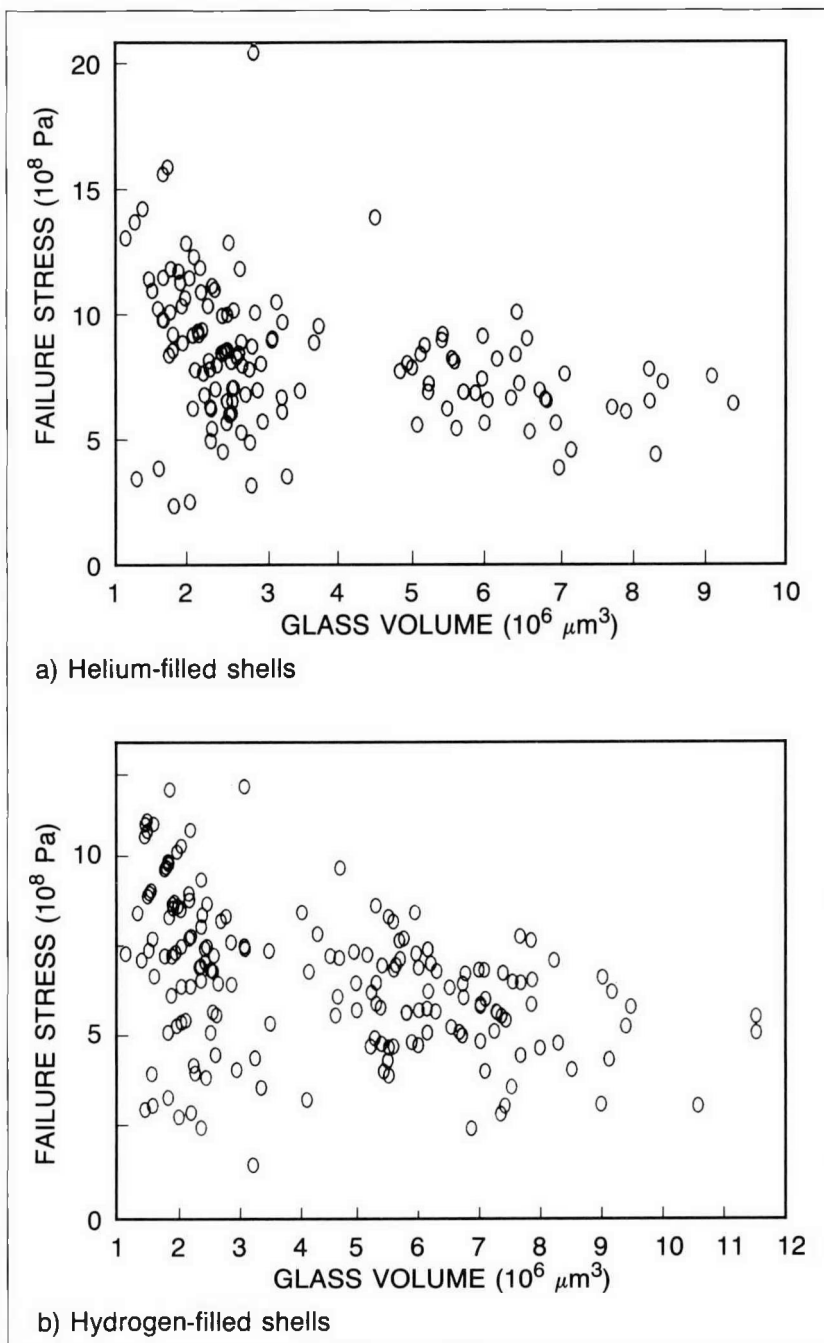 FAILURE STRESS (10⁸ Pa)
20
15
10
5
0
1 2 3 4 5 6 7 8 9 10
GLASS VOLUME (10⁶ μm³)
a) Helium-filled shells
FAILURE STRESS (10⁸ Pa)
10
5
0
1 2 3 4 5 6 7 8 9 10 11 12
GLASS VOLUME (10⁶ μm³)
b) Hydrogen-filled shells